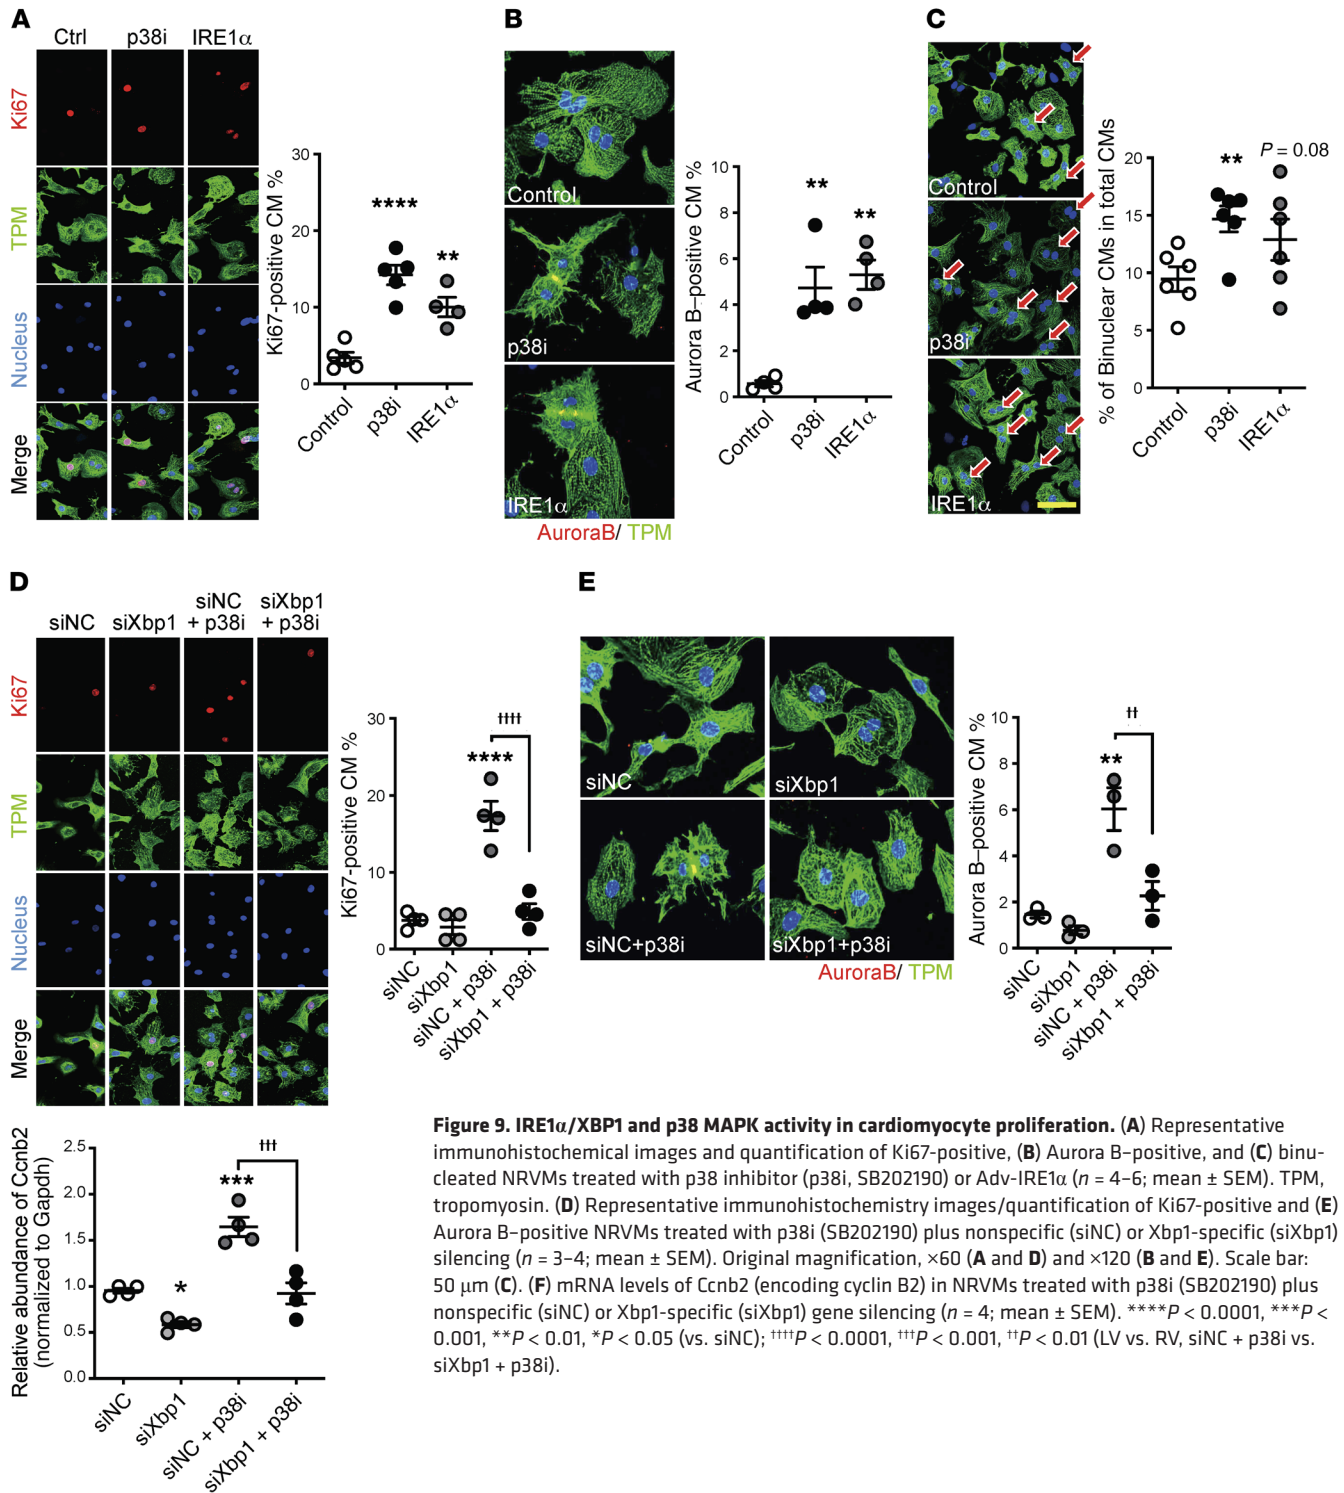 A
Ctrl
p38i
IRE1α
Ki67
TPM
Nucleus
Merge
Ki67-positive CM %
30
20
10
0
****
**
Control
p38i
IRE1α
B
Control
p38i
IRE1α
AuroraB/ TPM
Aurora B–positive CM %
10
8
6
4
2
0
**
**
Control
p38i
IRE1α
C
Control
p38i
IRE1α
% of Binuclear CMs in total CMs
20
15
10
5
0
**
P = 0.08
Control
p38i
IRE1α
D
siNC
siXbp1
siNC
+ p38i
siXbp1
+ p38i
Ki67
TPM
Nucleus
Merge
Ki67-positive CM %
30
20
10
0
****
††††
siNC
siXbp1
siNC + p38i
siXbp1 + p38i
E
siNC
siXbp1
siNC+p38i
siXbp1+p38i
AuroraB/ TPM
Aurora B–positive CM %
10
8
6
4
2
0
**
††
siNC
siXbp1
siNC + p38i
siXbp1 + p38i
Relative abundance of Ccnb2
(normalized to Gapdh)
2.5
2.0
1.5
1.0
0.5
0.0
*
***
†††
siNC
siXbp1
siNC + p38i
siXbp1 + p38i
Figure 9. IRE1α/XBP1 and p38 MAPK activity in cardiomyocyte proliferation. (A) Representative
immunohistochemical images and quantification of Ki67-positive, (B) Aurora B–positive, and (C) binu-
cleated NRVMs treated with p38 inhibitor (p38i, SB202190) or Adv-IRE1α (n = 4–6; mean ± SEM). TPM,
tropomyosin. (D) Representative immunohistochemistry images/quantification of Ki67-positive and (E)
Aurora B–positive NRVMs treated with p38i (SB202190) plus nonspecific (siNC) or Xbp1-specific (siXbp1)
silencing (n = 3–4; mean ± SEM). Original magnification, ×60 (A and D) and ×120 (B and E). Scale bar:
50 μm (C). (F) mRNA levels of Ccnb2 (encoding cyclin B2) in NRVMs treated with p38i (SB202190) plus
nonspecific (siNC) or Xbp1-specific (siXbp1) gene silencing (n = 4; mean ± SEM). ****P < 0.0001, ***P <
0.001, **P < 0.01, *P < 0.05 (vs. siNC); ††††P < 0.0001, †††P < 0.001, ††P < 0.01 (LV vs. RV, siNC + p38i vs.
siXbp1 + p38i).